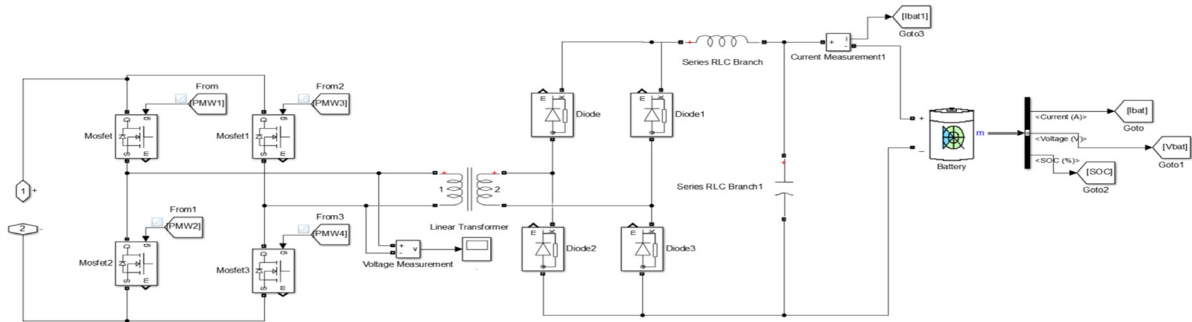 [Ibat1]
Goto3
Series RLC Branch
Current Measurement1
From
[PMW1]
From2
[PMW3]
Mosfet
Mosfet1
Diode
Diode1
Battery
m
<Current (A)>
[Ibat]
Goto
<Voltage (V)>
[Vbat]
Goto1
<SOC (%)>
[SOC]
Goto2
1
+
2
-
1
2
Series RLC Branch1
Linear Transformer
From1
[PMW2]
From3
[PMW4]
Voltage Measurement
Mosfet2
Mosfet3
Diode2
Diode3